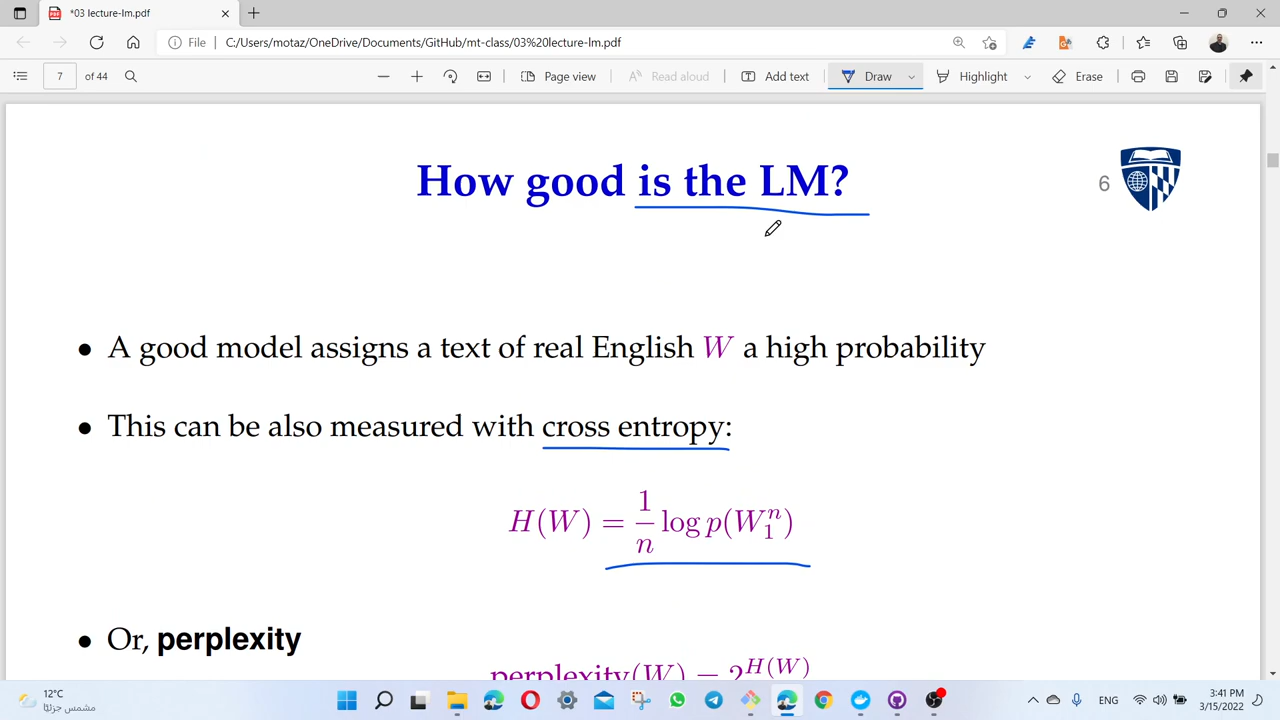 *03 lecture-lm.pdf
File C:/Users/motaz/OneDrive/Documents/GitHub/mt-class/03%20lecture-lm.pdf
7 of 44 Page view Read aloud Add text Draw Highlight Erase
How good is the LM?
6
• A good model assigns a text of real English W a high probability
• This can be also measured with cross entropy:
H(W) = 1/n log p(W_1^n)
• Or, perplexity
perplexity(W) = 2^{H(W)}
12°C
مشمس جزئيًا
ENG
3:41 PM
3/15/2022